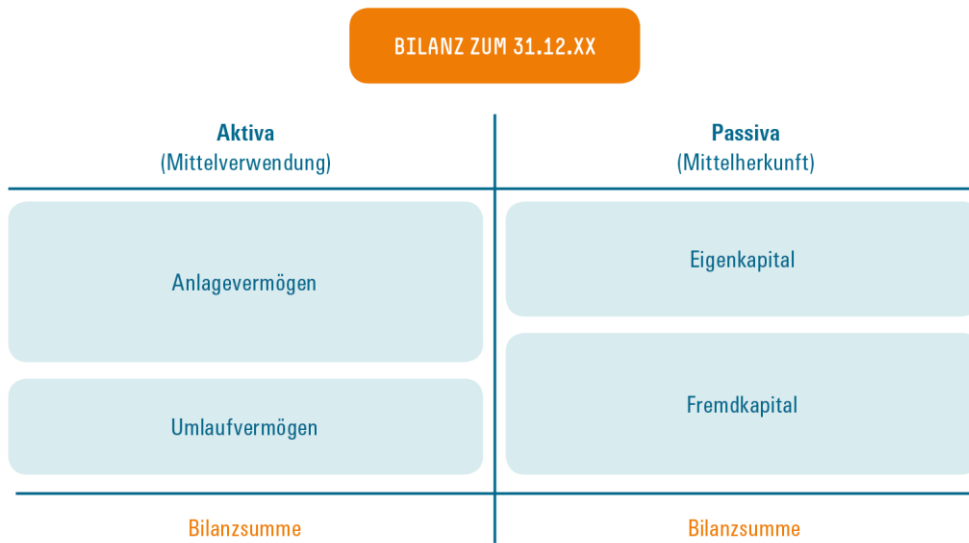 BILANZ ZUM 31.12.XX
Aktiva
(Mittelverwendung)
Passiva
(Mittelherkunft)
Anlagevermögen
Umlaufvermögen
Eigenkapital
Fremdkapital
Bilanzsumme
Bilanzsumme